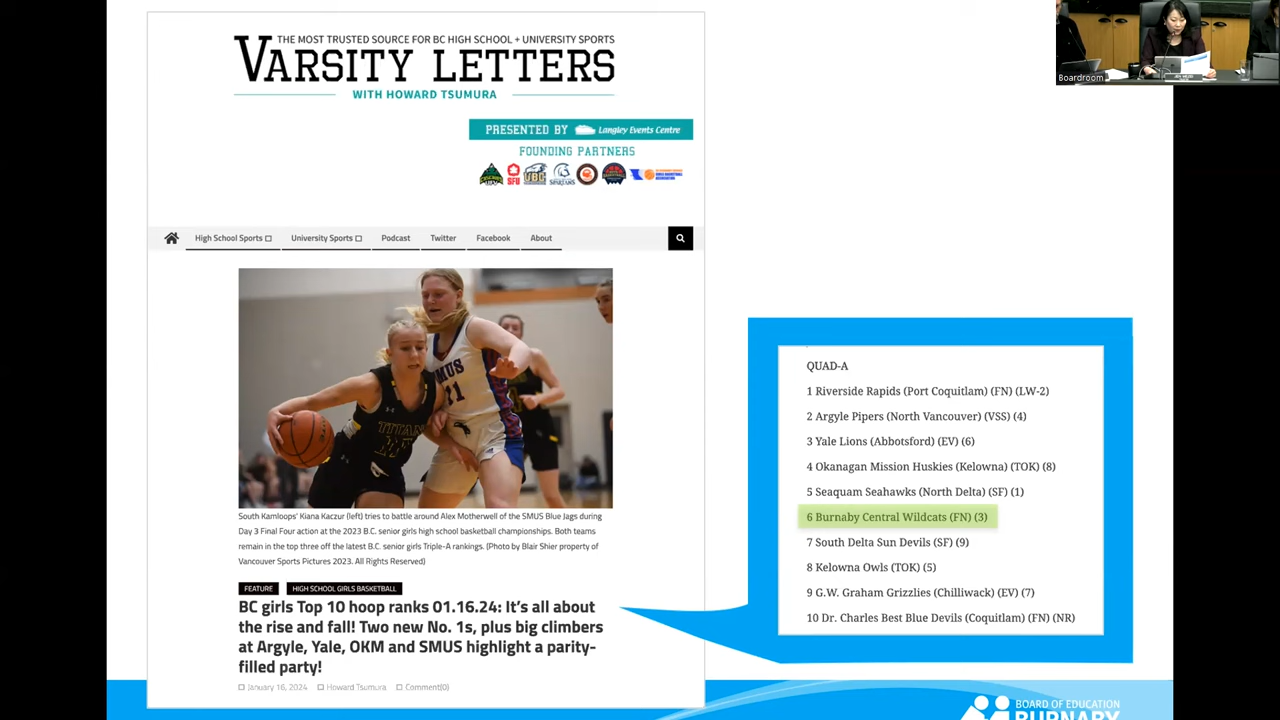 THE MOST TRUSTED SOURCE FOR BC HIGH SCHOOL + UNIVERSITY SPORTS
VARSITY LETTERS
WITH HOWARD TSUMURA
PRESENTED BY Langley Events Centre
FOUNDING PARTNERS
SFU UBC SPARTANS
High School Sports University Sports Podcast Twitter Facebook About
TITANS
SMUS
11
South Kamloops' Kiana Kaczur (left) tries to battle around Alex Motherwell of the SMUS Blue Jags during
Day 3 Final Four action at the 2023 B.C. senior girls high school basketball championships. Both teams
remain in the top three off the latest B.C. senior girls Triple-A rankings. (Photo by Blair Shier property of
Vancouver Sports Pictures 2023. All Rights Reserved)
FEATURE HIGH SCHOOL GIRLS BASKETBALL
BC girls Top 10 hoop ranks 01.16.24: It's all about
the rise and fall! Two new No. 1s, plus big climbers
at Argyle, Yale, OKM and SMUS highlight a parity-
filled party!
January 16, 2024 Howard Tsumura Comment(0)
QUAD-A
1 Riverside Rapids (Port Coquitlam) (FN) (LW-2)
2 Argyle Pipers (North Vancouver) (VSS) (4)
3 Yale Lions (Abbotsford) (EV) (6)
4 Okanagan Mission Huskies (Kelowna) (TOK) (8)
5 Seaquam Seahawks (North Delta) (SF) (1)
6 Burnaby Central Wildcats (FN) (3)
7 South Delta Sun Devils (SF) (9)
8 Kelowna Owls (TOK) (5)
9 G.W. Graham Grizzlies (Chilliwack) (EV) (7)
10 Dr. Charles Best Blue Devils (Coquitlam) (FN) (NR)
Boardroom
BOARD OF EDUCATION
BURNABY